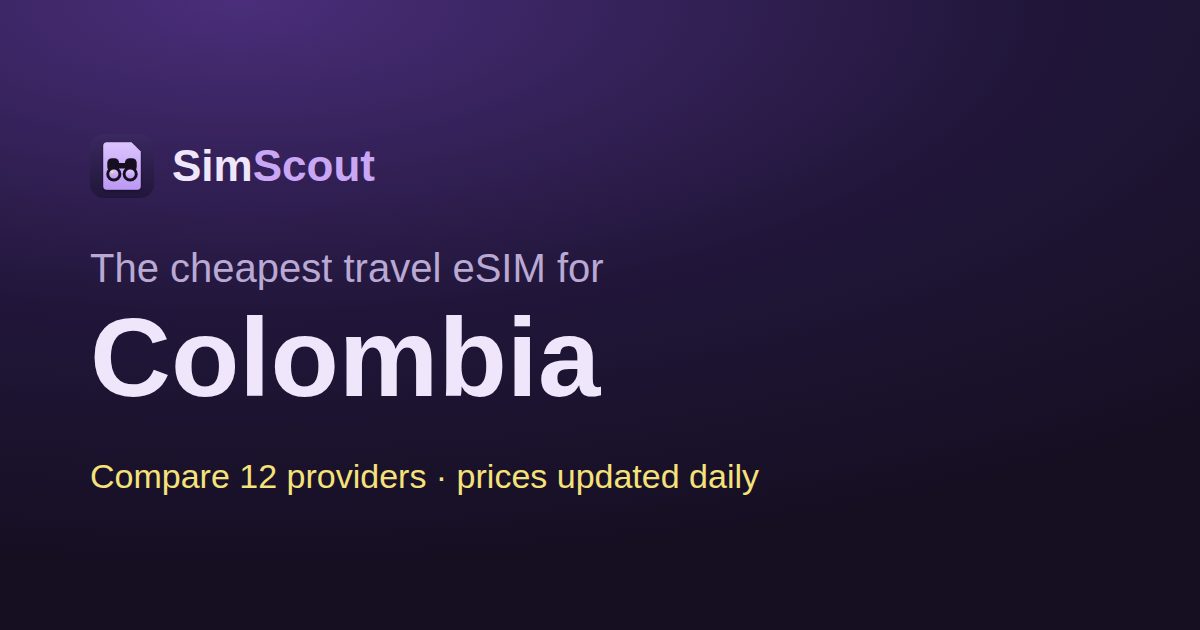 SimScout
The cheapest travel eSIM for
Colombia
Compare 12 providers · prices updated daily